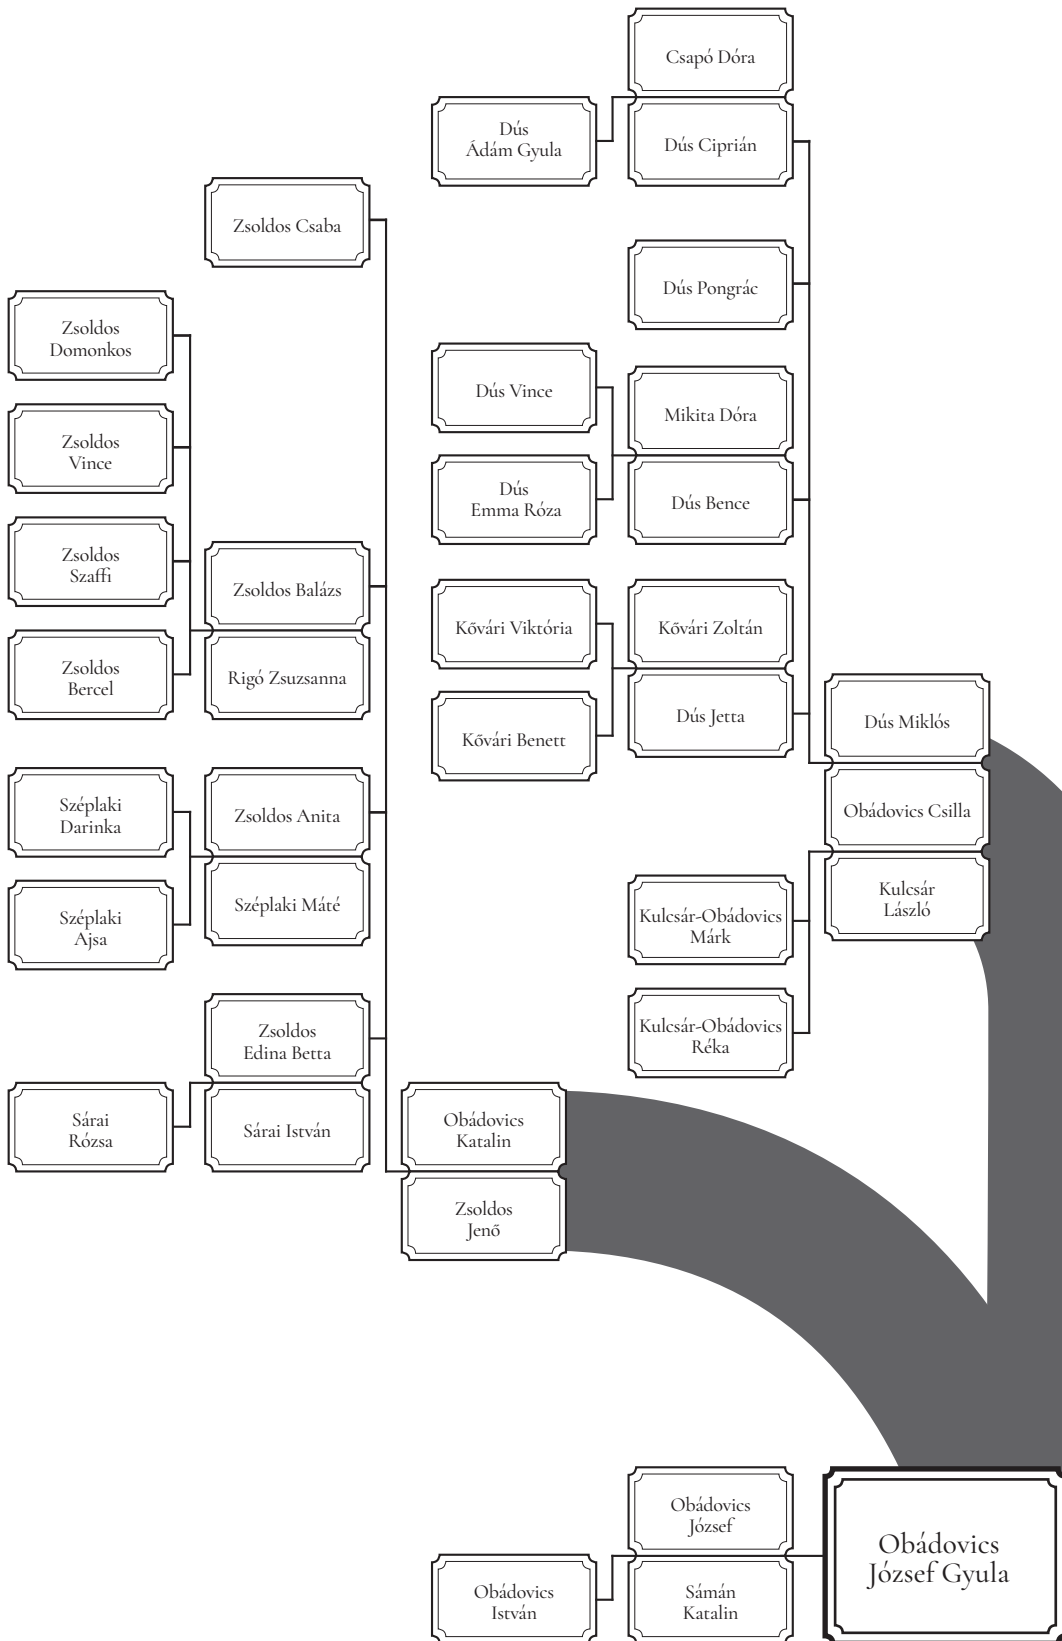 Csapó Dóra
Dús
Ádám Gyula
Dús Ciprián
Zsoldos Csaba
Dús Pongrác
Zsoldos
Domonkos
Dús Vince
Mikita Dóra
Zsoldos
Vince
Dús
Emma Róza
Dús Bence
Zsoldos
Szaffi
Zsoldos Balázs
Kővári Viktória
Kővári Zoltán
Zsoldos
Bercel
Rigó Zsuzsanna
Kővári Benett
Dús Jetta
Dús Miklós
Széplaki
Darinka
Zsoldos Anita
Obádovics Csilla
Széplaki
Ajsa
Széplaki Máté
Kulcsár-Obádovics
Márk
Kulcsár
László
Kulcsár-Obádovics
Réka
Zsoldos
Edina Betta
Sárai
Rózsa
Sárai István
Obádovics
Katalin
Zsoldos
Jenő
Obádovics
József
Obádovics
József Gyula
Obádovics
István
Sámán
Katalin